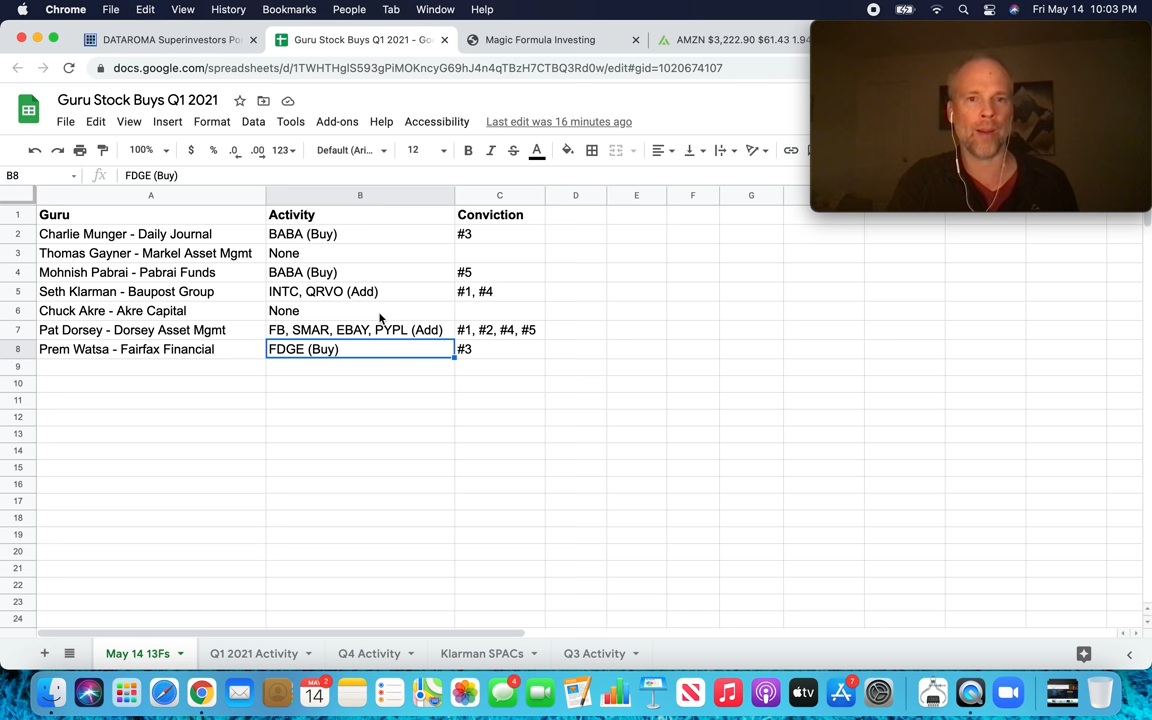 Chrome File Edit View History Bookmarks People Tab Window Help Fri May 14 10:03 PM
DATAROMA Superinvestors Po Guru Stock Buys Q1 2021 - Go Magic Formula Investing AMZN $3,222.90 $61.43 1.94
docs.google.com/spreadsheets/d/1TWHTHglS593gPiMOKncyG69hJ4n4qTBzH7CTBQ3Rd0w/edit#gid=1020674107
Guru Stock Buys Q1 2021
File Edit View Insert Format Data Tools Add-ons Help Accessibility Last edit was 16 minutes ago
100% $ % .0 .00 123 Default (Ari... 12 B I S A
B8 fx FDGE (Buy)
A B C D E F G
1 Guru Activity Conviction
2 Charlie Munger - Daily Journal BABA (Buy) #3
3 Thomas Gayner - Markel Asset Mgmt None
4 Mohnish Pabrai - Pabrai Funds BABA (Buy) #5
5 Seth Klarman - Baupost Group INTC, QRVO (Add) #1, #4
6 Chuck Akre - Akre Capital None
7 Pat Dorsey - Dorsey Asset Mgmt FB, SMAR, EBAY, PYPL (Add) #1, #2, #4, #5
8 Prem Watsa - Fairfax Financial FDGE (Buy) #3
9
10
11
12
13
14
15
16
17
18
19
20
21
22
23
24
May 14 13Fs Q1 2021 Activity Q4 Activity Klarman SPACs Q3 Activity
MAY 14 2 4 tv 7